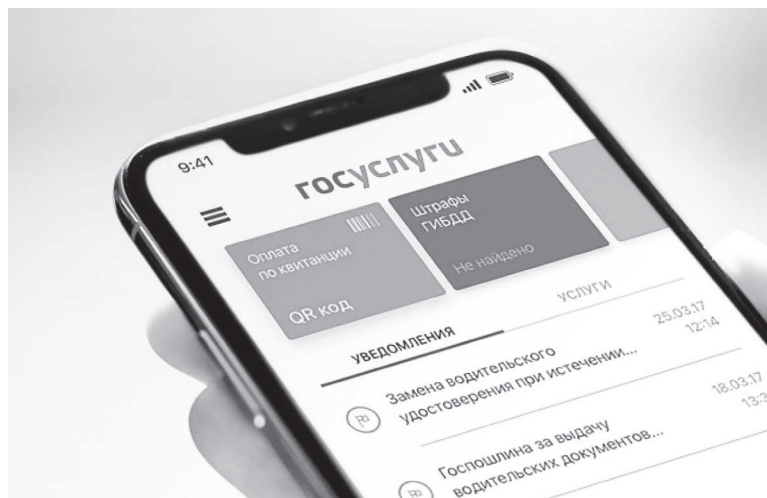 9:41
госуслуги
Оплата
по квитанции
QR код
Штрафы
ГИБДД
Не найдено
УВЕДОМЛЕНИЯ
УСЛУГИ
Замена водительского
удостоверения при истечении...
25.03.17
12:14
Госпошлина за выдачу
водительских документов...
18.03.17